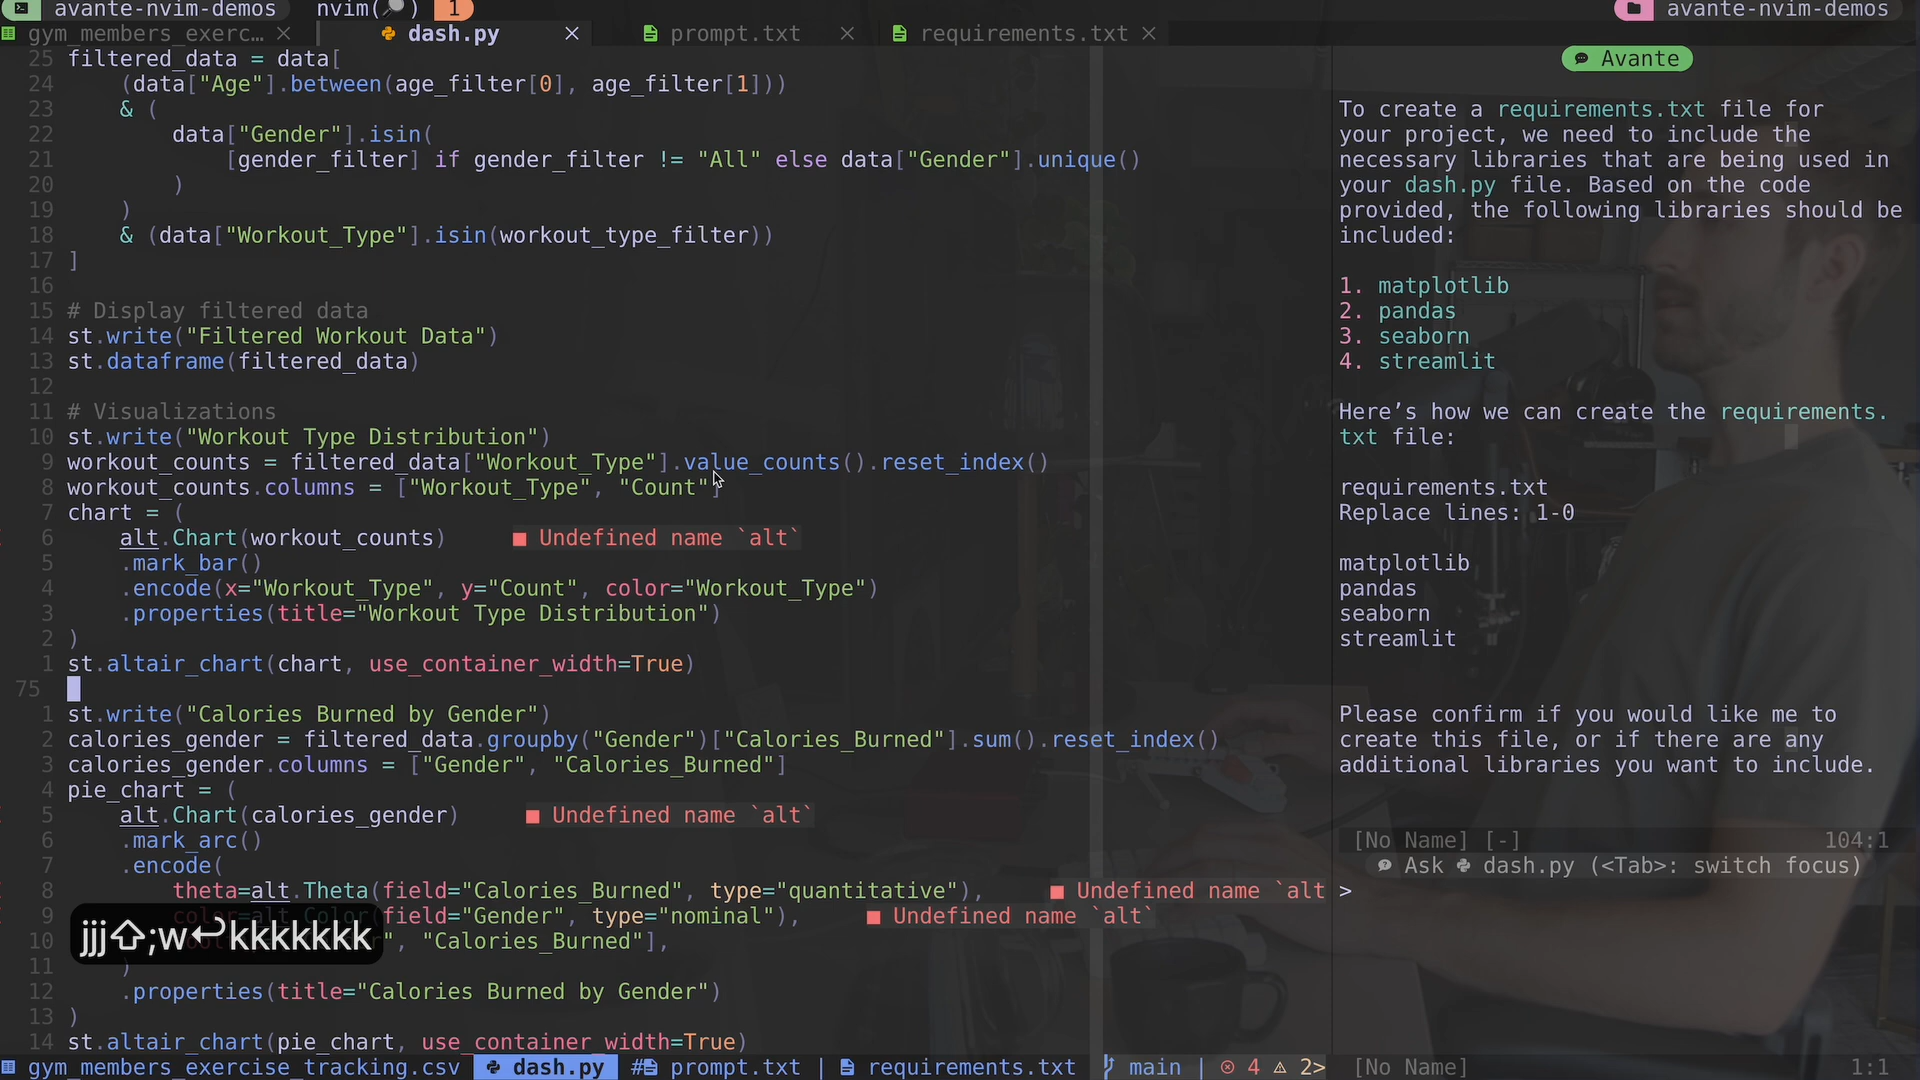 avante-nvim-demos nvim( ) 1 avante-nvim-demos
gym_members_exerc… × dash.py × prompt.txt × requirements.txt ×
25 filtered_data = data[
24 (data["Age"].between(age_filter[0], age_filter[1]))
23 & (
22 data["Gender"].isin(
21 [gender_filter] if gender_filter != "All" else data["Gender"].unique()
20 )
19 )
18 & (data["Workout_Type"].isin(workout_type_filter))
17 ]
16
15 # Display filtered data
14 st.write("Filtered Workout Data")
13 st.dataframe(filtered_data)
12
11 # Visualizations
10 st.write("Workout Type Distribution")
9 workout_counts = filtered_data["Workout_Type"].value_counts().reset_index()
8 workout_counts.columns = ["Workout_Type", "Count"]
7 chart = (
6 alt.Chart(workout_counts) ■ Undefined name `alt`
5 .mark_bar()
4 .encode(x="Workout_Type", y="Count", color="Workout_Type")
3 .properties(title="Workout Type Distribution")
2 )
1 st.altair_chart(chart, use_container_width=True)
75
1 st.write("Calories Burned by Gender")
2 calories_gender = filtered_data.groupby("Gender")["Calories_Burned"].sum().reset_index()
3 calories_gender.columns = ["Gender", "Calories_Burned"]
4 pie_chart = (
5 alt.Chart(calories_gender) ■ Undefined name `alt`
6 .mark_arc()
7 .encode(
8 theta=alt.Theta(field="Calories_Burned", type="quantitative"), ■ Undefined name `alt
9 color=alt.Color(field="Gender", type="nominal"), ■ Undefined name `alt`
10 ", "Calories_Burned"],
11 )
12 .properties(title="Calories Burned by Gender")
13 )
14 st.altair_chart(pie_chart, use_container_width=True)
jjj⇧;w↩kkkkkkk
gym_members_exercise_tracking.csv dash.py # prompt.txt | requirements.txt main | 4 ⚠ 2>
Avante
To create a requirements.txt file for
your project, we need to include the
necessary libraries that are being used in
your dash.py file. Based on the code
provided, the following libraries should be
included:
1. matplotlib
2. pandas
3. seaborn
4. streamlit
Here’s how we can create the requirements.
txt file:
requirements.txt
Replace lines: 1-0
matplotlib
pandas
seaborn
streamlit
Please confirm if you would like me to
create this file, or if there are any
additional libraries you want to include.
[No Name] [-] 104:1
Ask dash.py (<Tab>: switch focus)
>
[No Name] 1:1